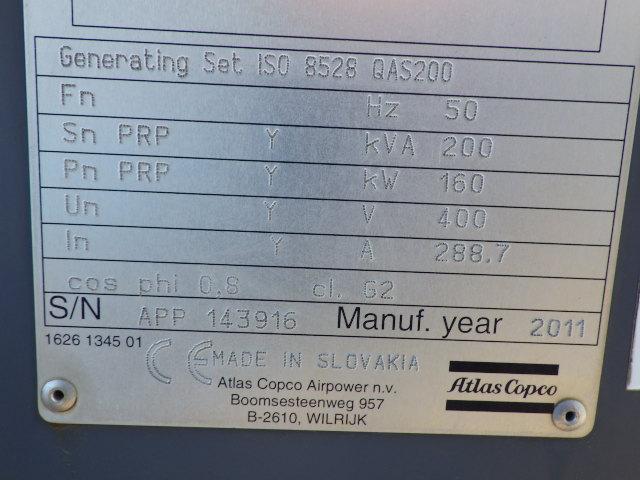 Generating Set ISO 8528 QAS200
Fn Hz 50
Sn PRP Y kVA 200
Pn PRP Y kW 160
Un Y V 400
In Y A 288.7
cos phi 0,8 cl. G2
S/N APP 143916 Manuf. year 2011
1626 1345 01
CE MADE IN SLOVAKIA
Atlas Copco Airpower n.v.
Boomsesteenweg 957
B-2610, WILRIJK
Atlas Copco